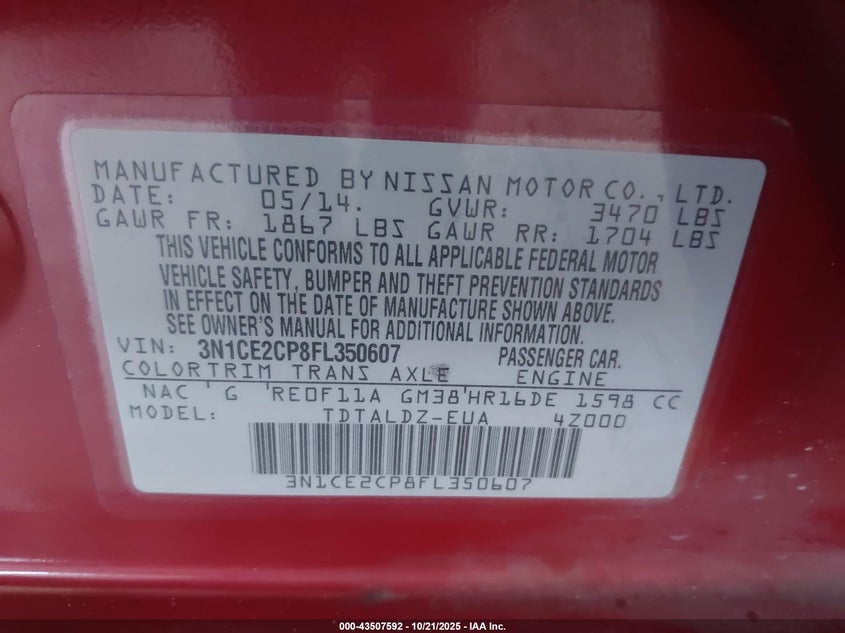 MANUFACTURED BY NISSAN MOTOR CO., LTD.
DATE: 05/14. GVWR: 3470 LBS
GAWR FR: 1867 LBS GAWR RR: 1704 LBS
THIS VEHICLE CONFORMS TO ALL APPLICABLE FEDERAL MOTOR
VEHICLE SAFETY, BUMPER AND THEFT PREVENTION STANDARDS
IN EFFECT ON THE DATE OF MANUFACTURE SHOWN ABOVE.
SEE OWNER'S MANUAL FOR ADDITIONAL INFORMATION.
VIN: 3N1CE2CP8FL350607 PASSENGER CAR.
COLORTRIM TRANS AXLE ENGINE
NAC ' G 'RE0F11A GM38'HR16DE 1598 CC
MODEL: TDTALDZ-EUA 4Z000
3N1CE2CP8FL350607
000-43507592 - 10/21/2025 - IAA Inc.